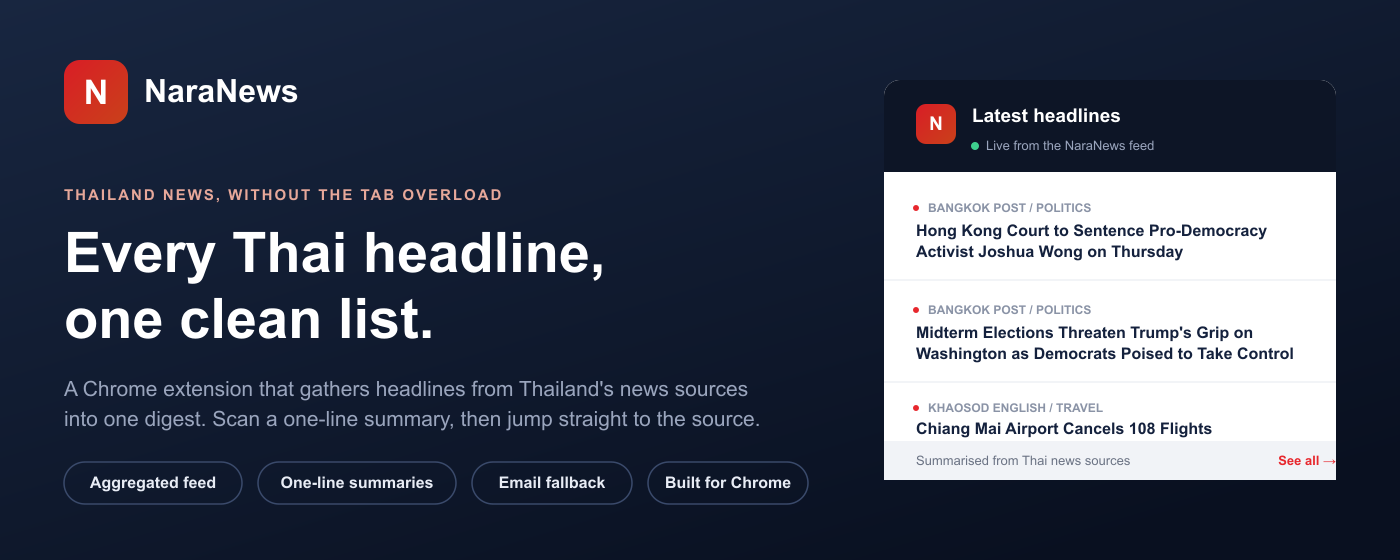 N
NaraNews
THAILAND NEWS, WITHOUT THE TAB OVERLOAD
Every Thai headline,
one clean list.
A Chrome extension that gathers headlines from Thailand's news sources
into one digest. Scan a one-line summary, then jump straight to the source.
Aggregated feed
One-line summaries
Email fallback
Built for Chrome
N
Latest headlines
Live from the NaraNews feed
BANGKOK POST / POLITICS
Hong Kong Court to Sentence Pro-Democracy
Activist Joshua Wong on Thursday
BANGKOK POST / POLITICS
Midterm Elections Threaten Trump's Grip on
Washington as Democrats Poised to Take Control
KHAOSOD ENGLISH / TRAVEL
Chiang Mai Airport Cancels 108 Flights
Summarised from Thai news sources
See all →